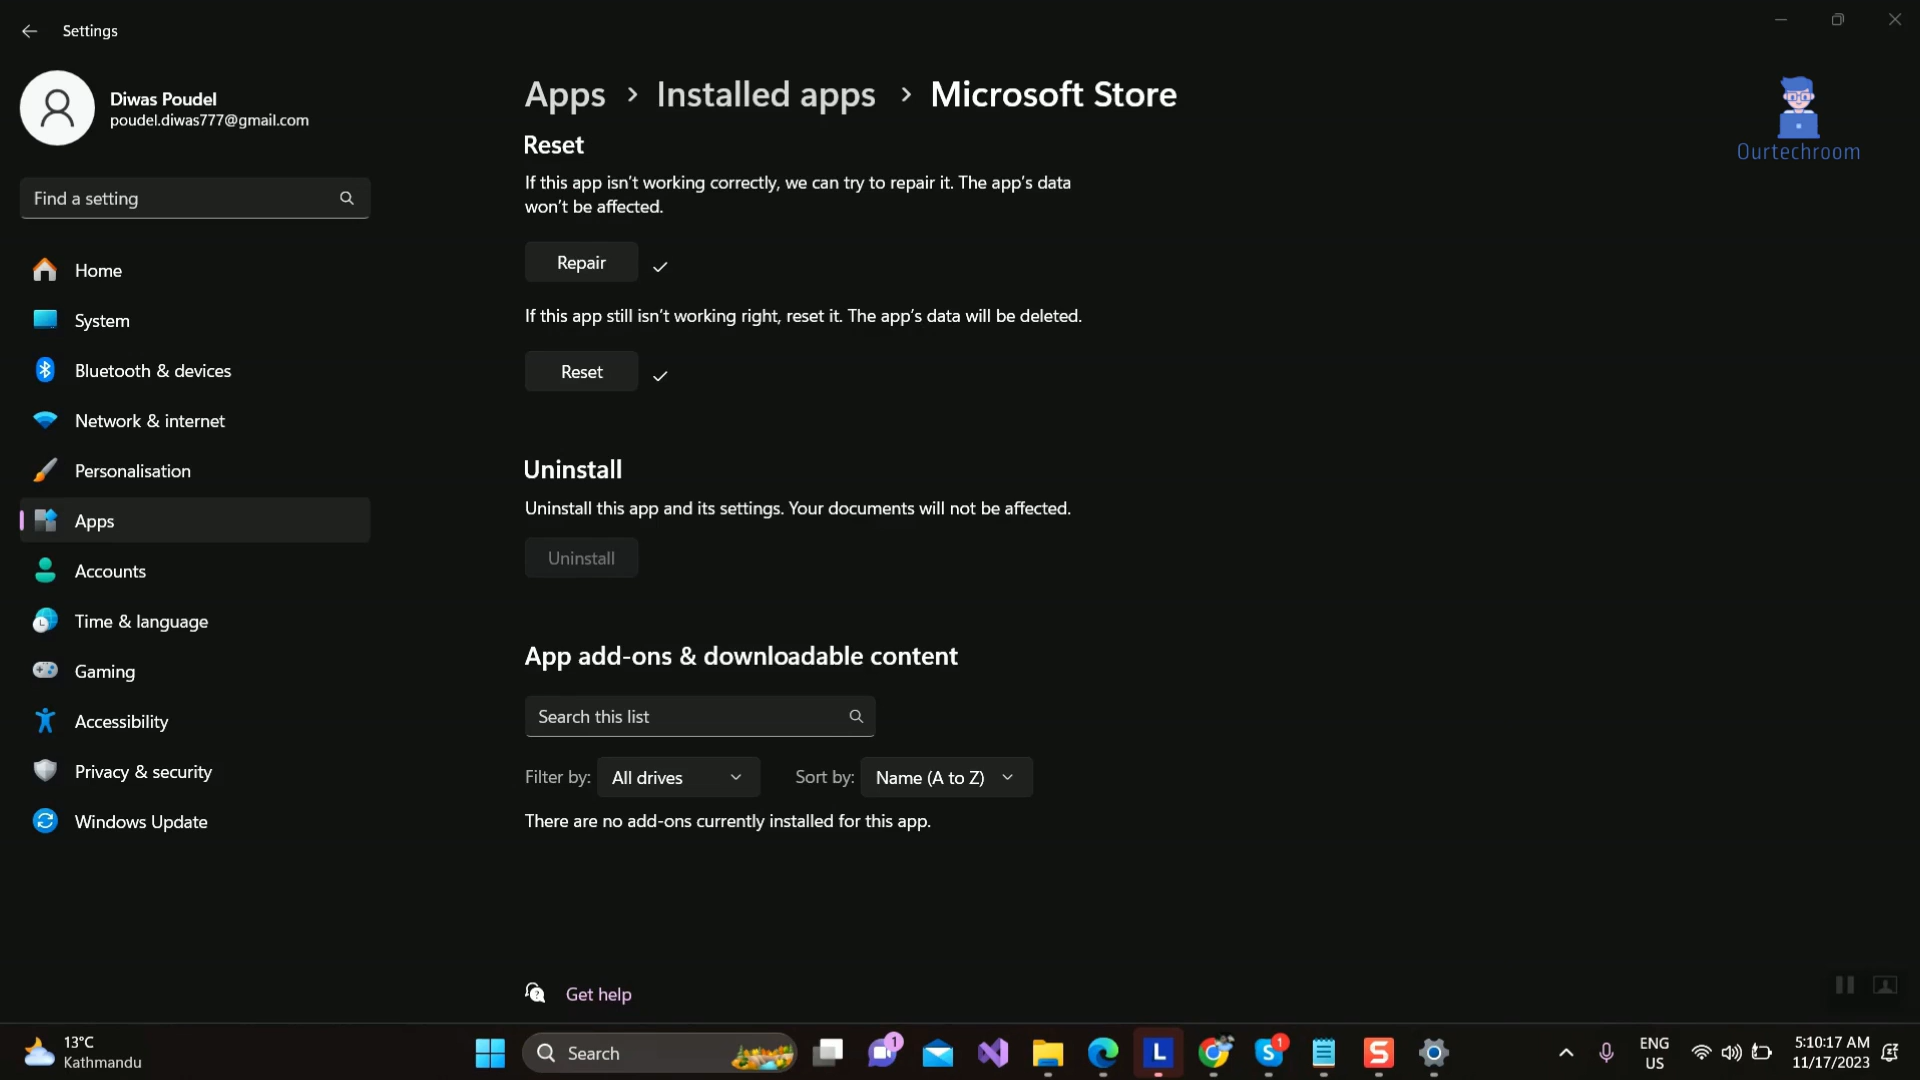 Settings
Diwas Poudel
poudel.diwas777@gmail.com
Find a setting
Home
System
Bluetooth & devices
Network & internet
Personalisation
Apps
Accounts
Time & language
Gaming
Accessibility
Privacy & security
Windows Update
Apps > Installed apps > Microsoft Store
Ourtechroom
Reset
If this app isn't working correctly, we can try to repair it. The app's data
won't be affected.
Repair
If this app still isn't working right, reset it. The app's data will be deleted.
Reset
Uninstall
Uninstall this app and its settings. Your documents will not be affected.
Uninstall
App add-ons & downloadable content
Search this list
Filter by: All drives Sort by: Name (A to Z)
There are no add-ons currently installed for this app.
Get help
13°C
Kathmandu
Search
1
L
S 1
S
ENG
US
5:10:17 AM
11/17/2023